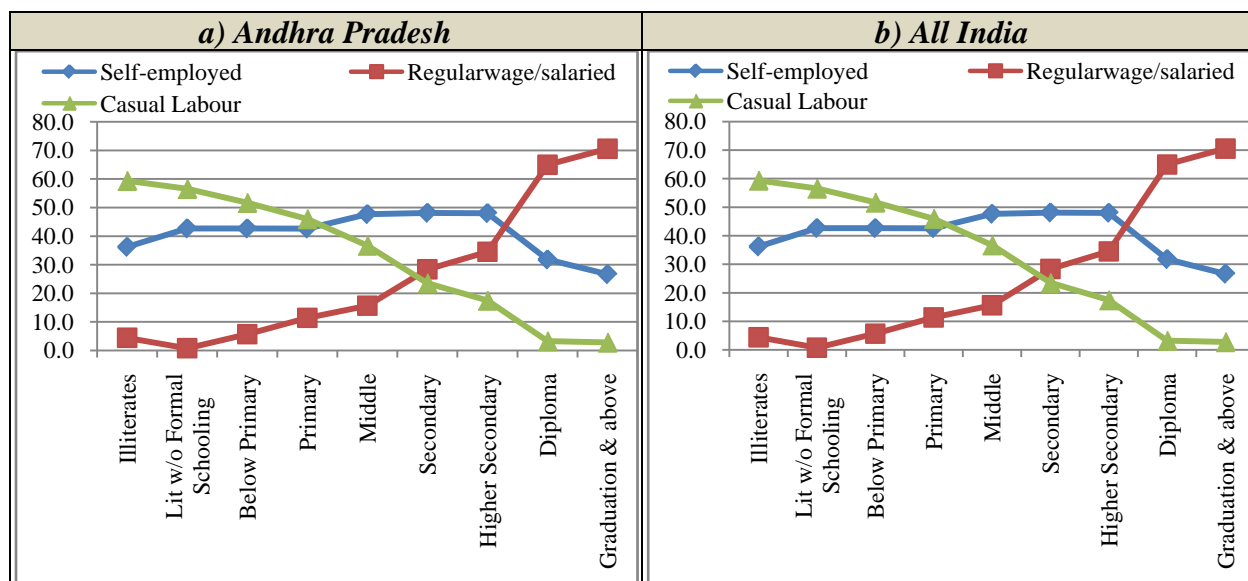 a) Andhra Pradesh
Self-employed
Regularwage/salaried
Casual Labour
80.0
70.0
60.0
50.0
40.0
30.0
20.0
10.0
0.0
Illiterates
Lit w/o Formal
Schooling
Below Primary
Primary
Middle
Secondary
Higher Secondary
Diploma
Graduation & above
b) All India
Self-employed
Regularwage/salaried
Casual Labour
80.0
70.0
60.0
50.0
40.0
30.0
20.0
10.0
0.0
Illiterates
Lit w/o Formal
Schooling
Below Primary
Primary
Middle
Secondary
Higher Secondary
Diploma
Graduation & above